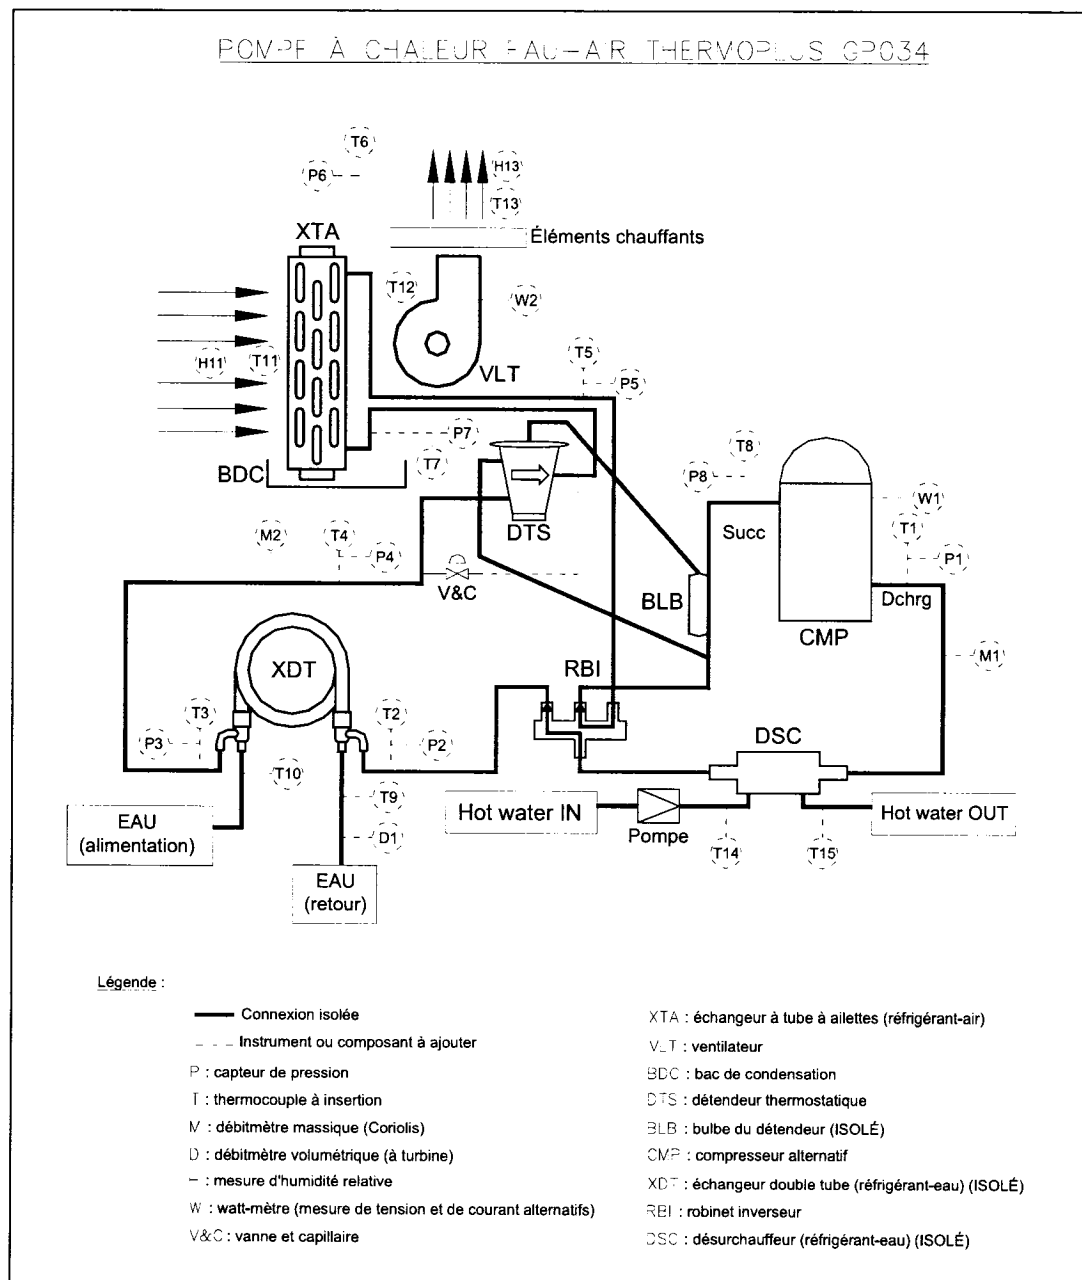 POMPE À CHALEUR EAU-AIR THERMOPLUS GP034
T6
P6
H13
T13
XTA
Éléments chauffants
T12
W2
H11
T11
VLT
T5
P5
P7
T7
BDC
DTS
T8
P8
W1
T1
P1
Succ
Dchrg
CMP
M2
T4
P4
V&C
BLB
M1
XDT
RBI
T3
P3
T2
P2
T10
T9
D1
DSC
Hot water IN
Pompe
Hot water OUT
T14
T15
EAU
(alimentation)
EAU
(retour)
Légende :
Connexion isolée
Instrument ou composant à ajouter
P : capteur de pression
T : thermocouple à insertion
M : débitmètre massique (Coriolis)
D : débitmètre volumétrique (à turbine)
H : mesure d'humidité relative
W : watt-mètre (mesure de tension et de courant alternatifs)
V&C : vanne et capillaire
XTA : échangeur à tube à ailettes (réfrigérant-air)
VLT : ventilateur
BDC : bac de condensation
DTS : détendeur thermostatique
BLB : bulbe du détendeur (ISOLÉ)
CMP : compresseur alternatif
XDT : échangeur double tube (réfrigérant-eau) (ISOLÉ)
RBI : robinet inverseur
DSC : désurchauffeur (réfrigérant-eau) (ISOLÉ)